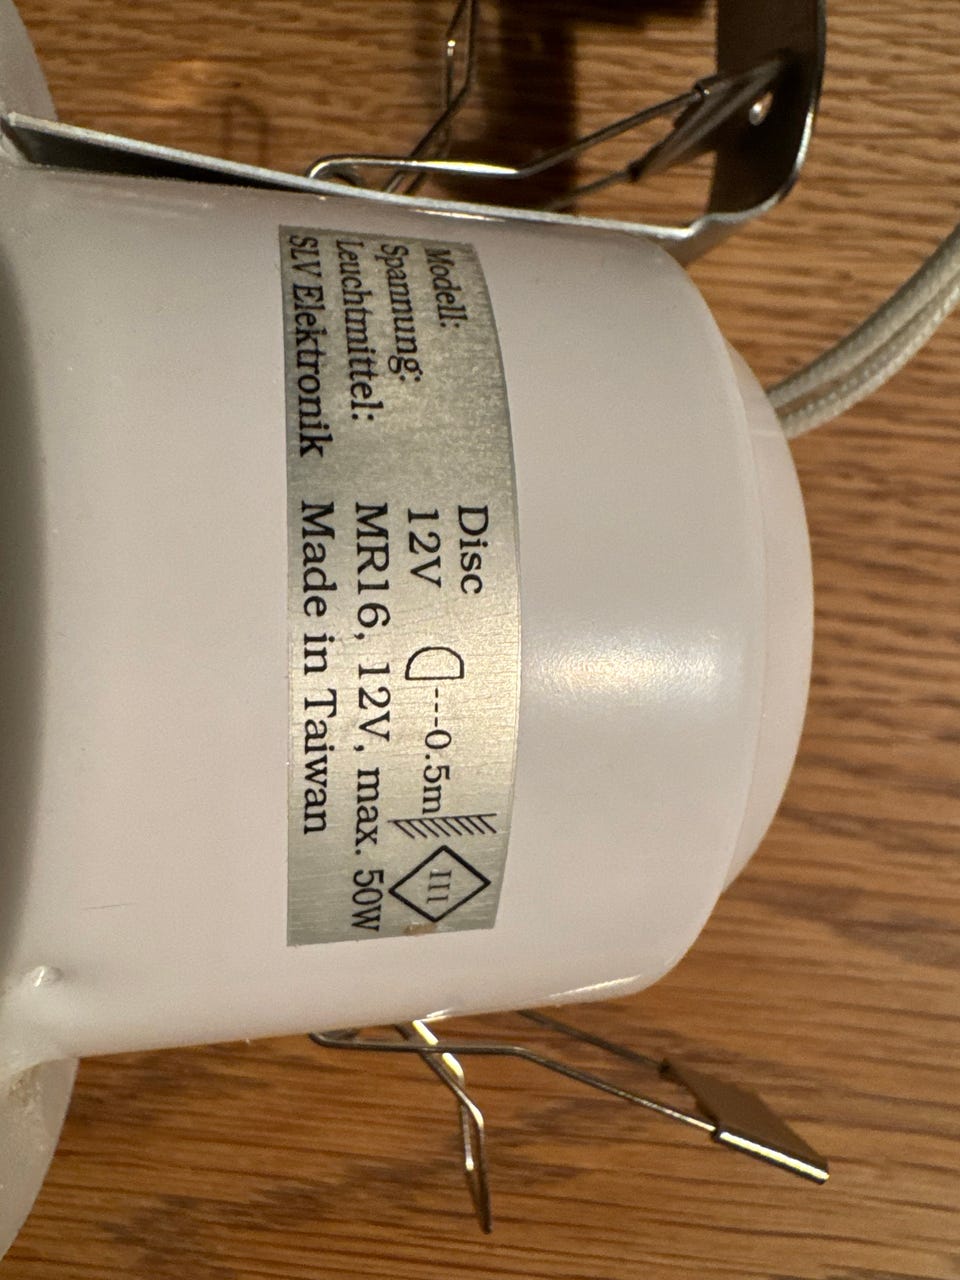 Modell: Disc
Spannung: 12V 0.5m III
Leuchtmittel: MR16, 12V, max. 50W
SLV Elektronik Made in Taiwan